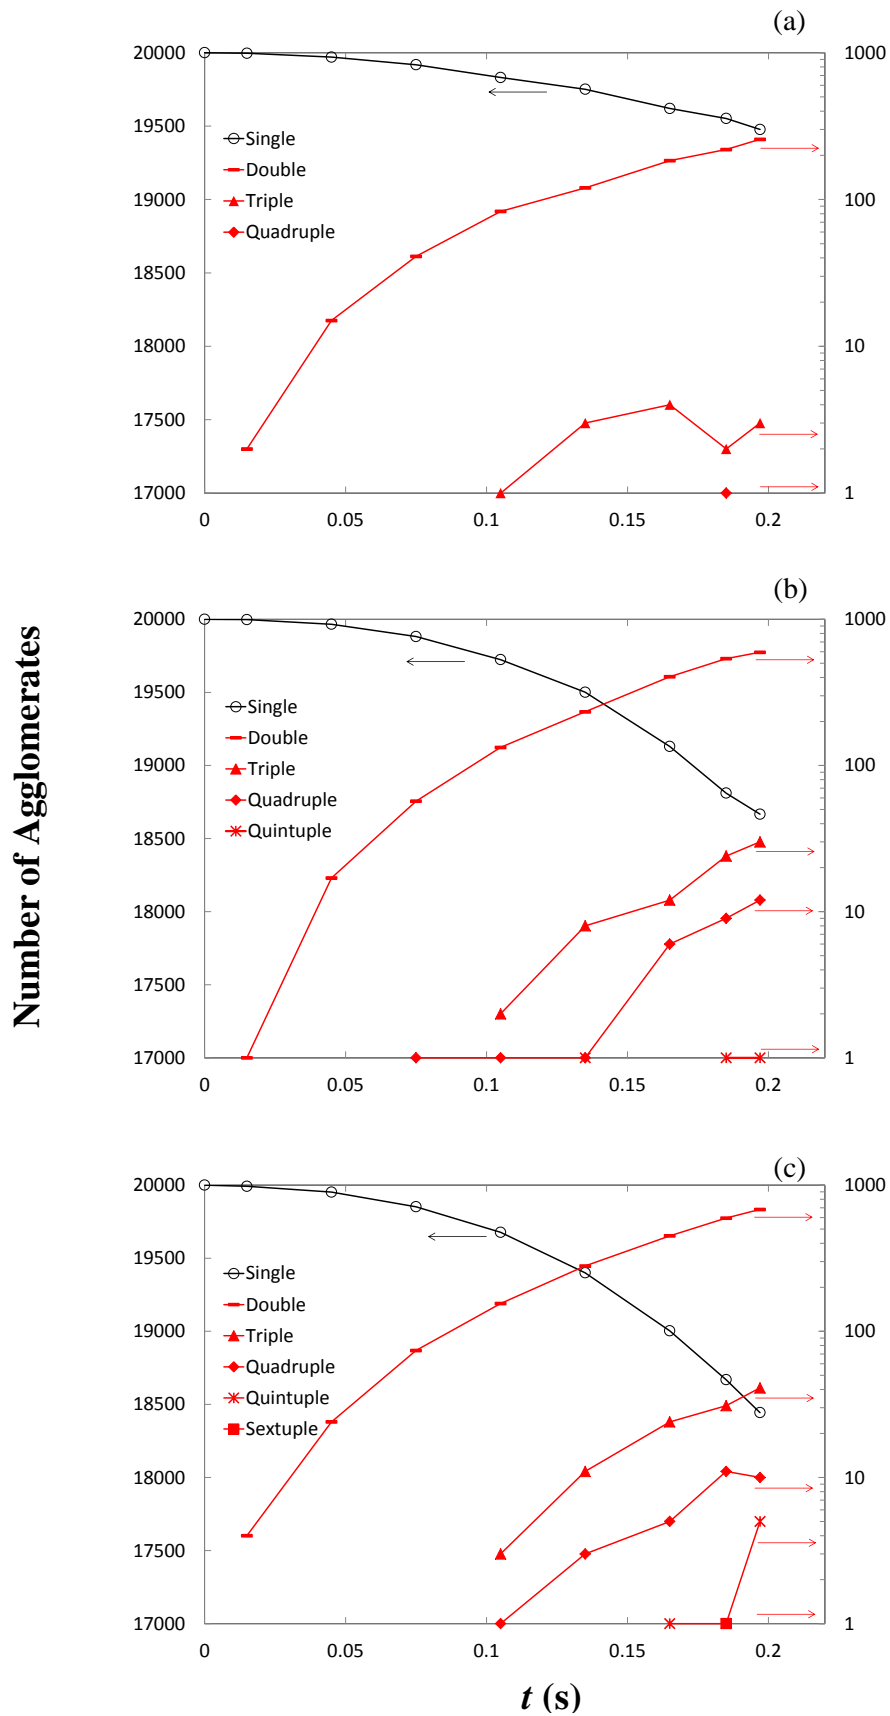 (a)
20000
19500
19000
18500
18000
17500
17000
1000
100
10
1
Single
Double
Triple
Quadruple
0 0.05 0.1 0.15 0.2
Number of Agglomerates
(b)
20000
19500
19000
18500
18000
17500
17000
1000
100
10
1
Single
Double
Triple
Quadruple
Quintuple
0 0.05 0.1 0.15 0.2
(c)
20000
19500
19000
18500
18000
17500
17000
1000
100
10
1
Single
Double
Triple
Quadruple
Quintuple
Sextuple
0 0.05 0.1 0.15 0.2
t (s)